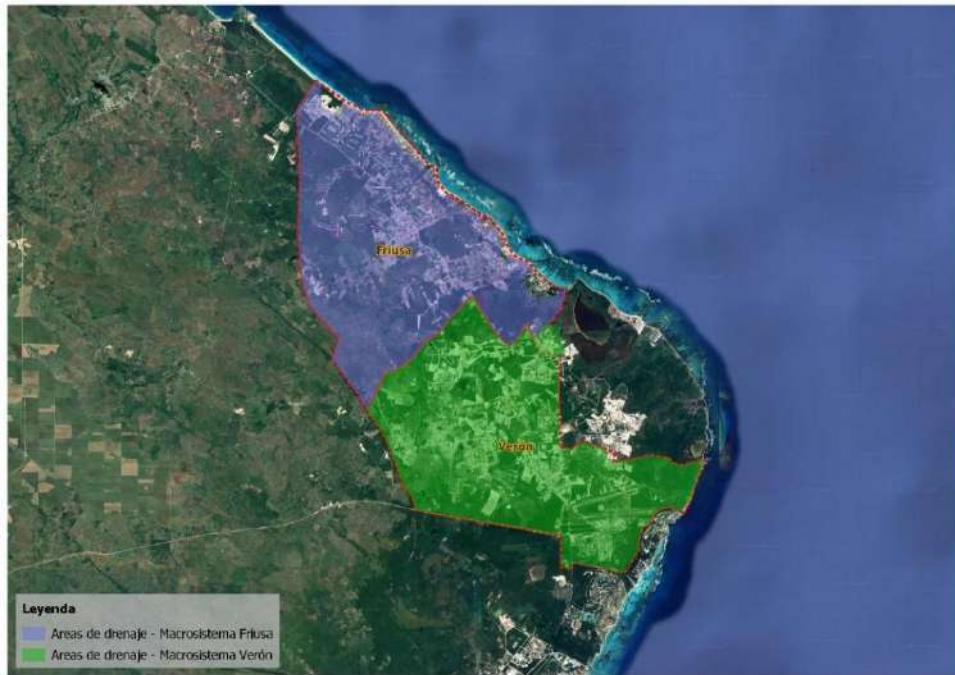 Friusa
Verón
Leyenda
Areas de drenaje - Macrosistema Friusa
Areas de drenaje - Macrosistema Verón